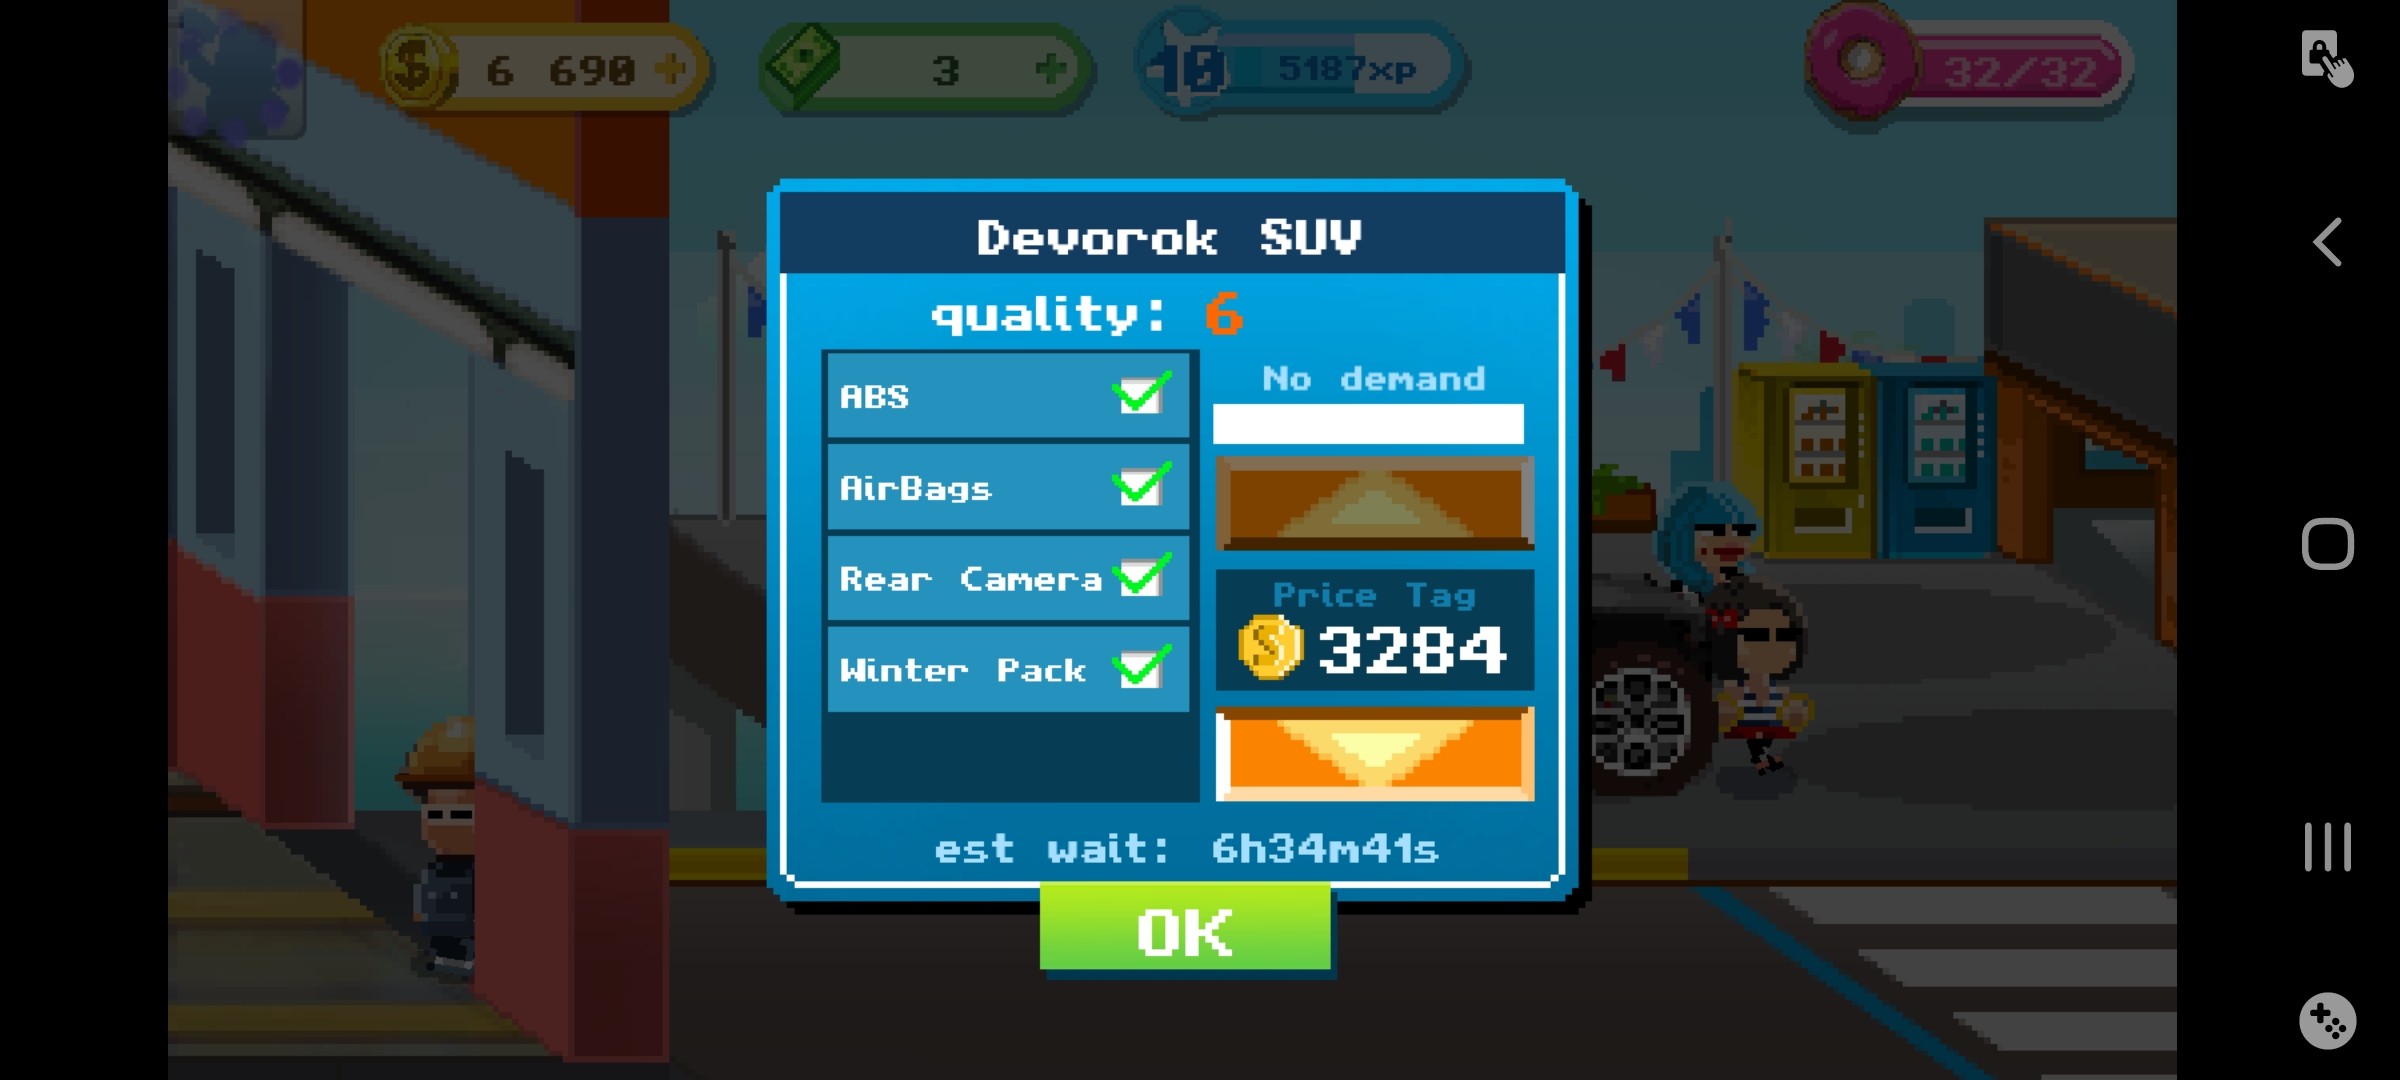 6 690
3
10
5187xp
32/32
Devorok SUV
quality: 6
ABS
AirBags
Rear Camera
Winter Pack
No demand
Price Tag
3284
est wait: 6h34m41s
OK